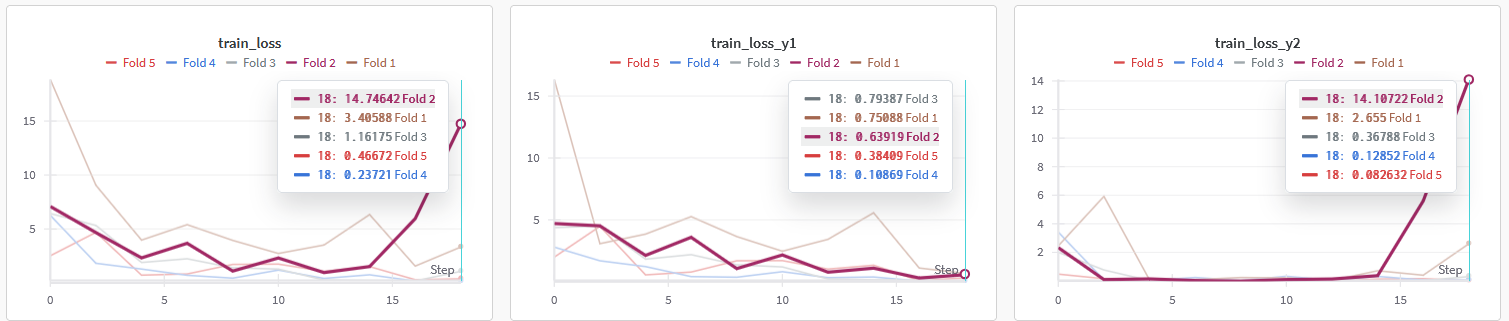 train_loss
Fold 5 Fold 4 Fold 3 Fold 2 Fold 1
15
10
5
18: 14.74642 Fold 2
18: 3.40588 Fold 1
18: 1.16175 Fold 3
18: 0.46672 Fold 5
18: 0.23721 Fold 4
Step
0 5 10 15
train_loss_y1
Fold 5 Fold 4 Fold 3 Fold 2 Fold 1
15
10
5
18: 0.79387 Fold 3
18: 0.75088 Fold 1
18: 0.63919 Fold 2
18: 0.38409 Fold 5
18: 0.10869 Fold 4
Step
0 5 10 15
train_loss_y2
Fold 5 Fold 4 Fold 3 Fold 2 Fold 1
14
12
10
8
6
4
2
18: 14.10722 Fold 2
18: 2.655 Fold 1
18: 0.36788 Fold 3
18: 0.12852 Fold 4
18: 0.082632 Fold 5
Step
0 5 10 15